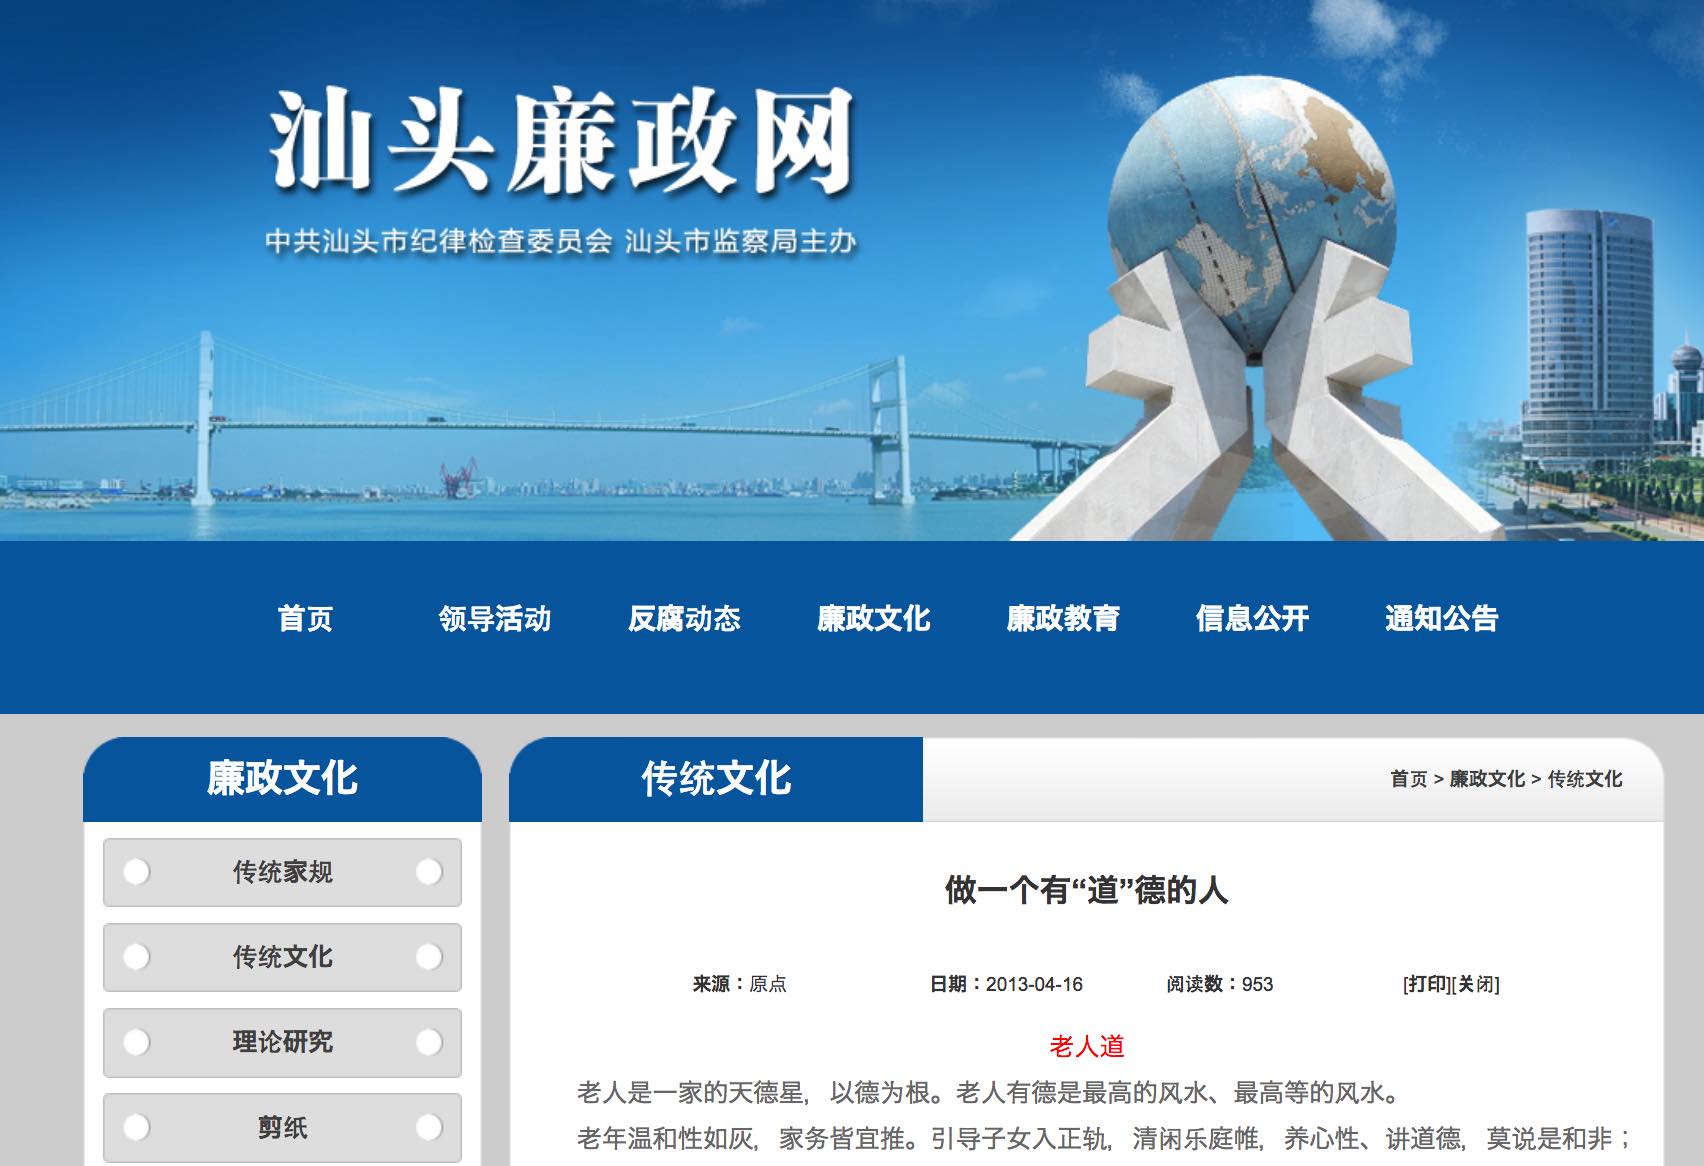 汕头廉政网
中共汕头市纪律检查委员会 汕头市监察局主办
首页 领导活动 反腐动态 廉政文化 廉政教育 信息公开 通知公告
廉政文化
传统家规
传统文化
理论研究
剪纸
传统文化
首页 > 廉政文化 > 传统文化
做一个有“道”德的人
来源：原点 日期：2013-04-16 阅读数：953 [打印][关闭]
老人道
老人是一家的天德星，以德为根。老人有德是最高的风水、最高等的风水。
老年温和性如灰，家务皆宜推。引导子女入正轨，清闲乐庭帷，养心性、讲道德，莫说是和非；